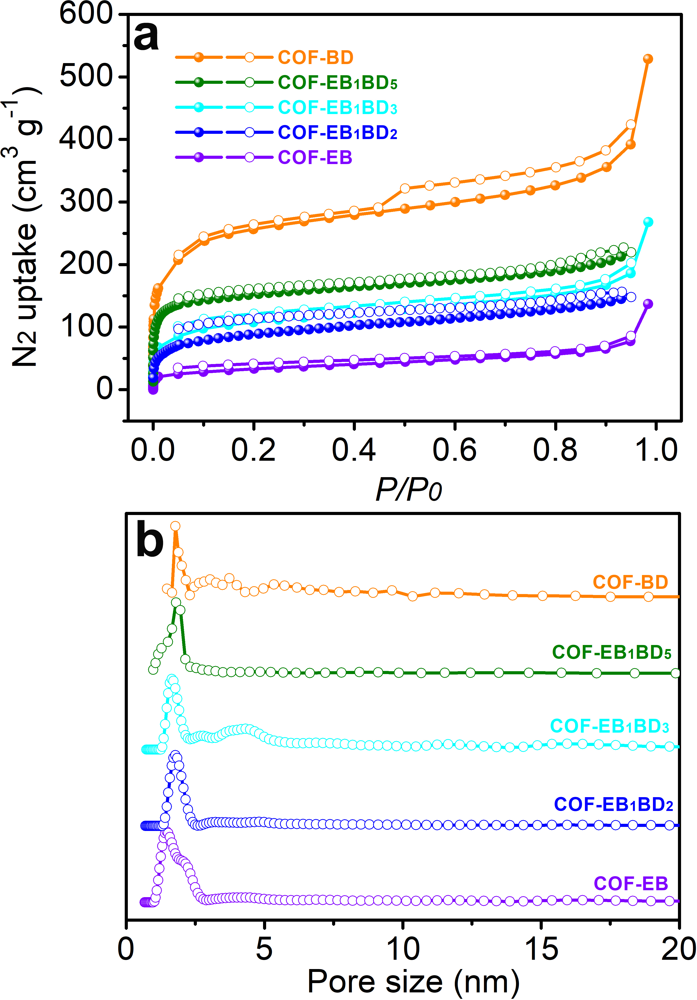 a
600
500
400
300
200
100
0
N2 uptake (cm³ g⁻¹)
COF-BD
COF-EB₁BD₅
COF-EB₁BD₃
COF-EB₁BD₂
COF-EB
0.0 0.2 0.4 0.6 0.8 1.0
P/P₀
b
COF-BD
COF-EB₁BD₅
COF-EB₁BD₃
COF-EB₁BD₂
COF-EB
0 5 10 15 20
Pore size (nm)